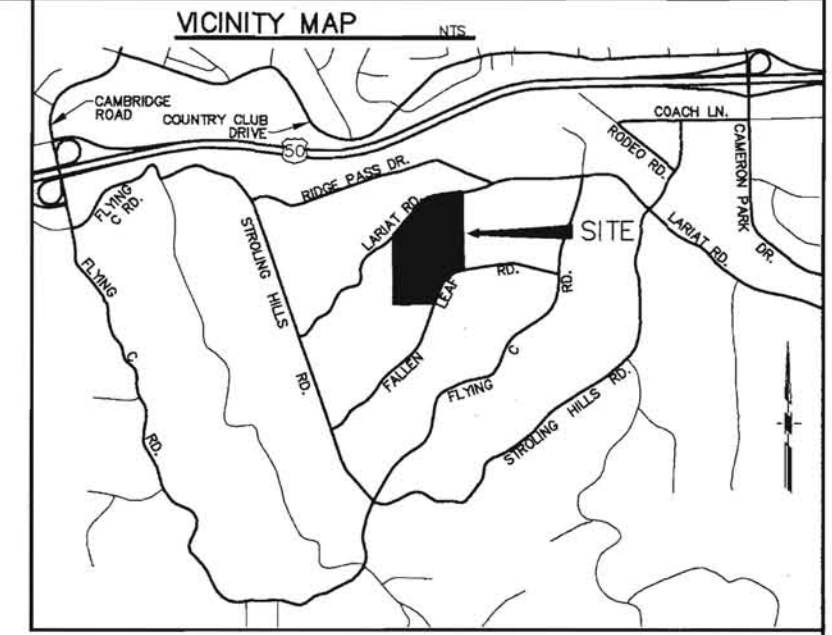 VICINITY MAP
NTS
CAMBRIDGE
ROAD
COUNTRY CLUB
DRIVE
50
COACH LN.
RODEO RD.
CAMERON PARK
DR.
RIDGE PASS DR.
FLYING
C RD.
LARIAT RD.
LARIAT RD.
SITE
STROLING HILLS
RD.
FLYING
C
RD.
LEAF
RD.
FALLEN
RD.
C
FLYING
STROLING HILLS RD.
N